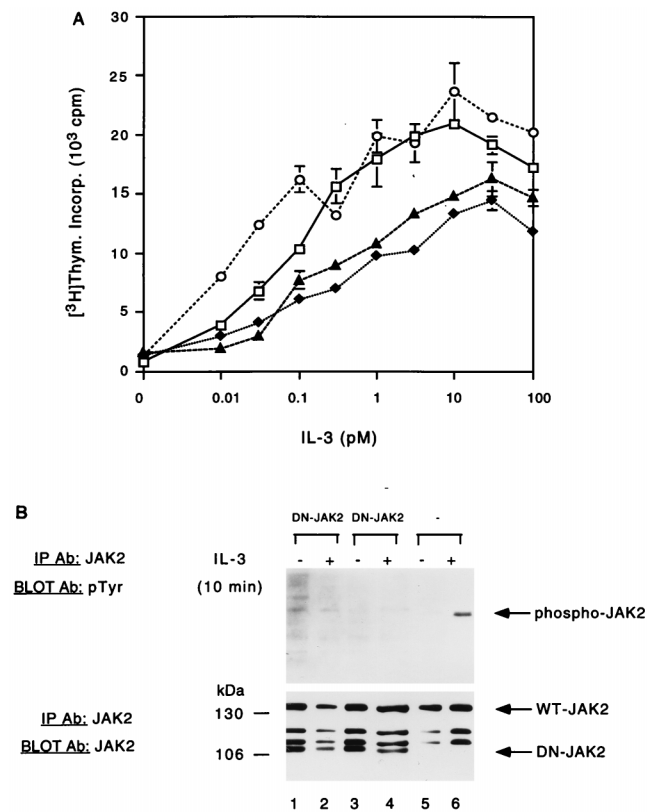 A
30
25
20
15
10
5
0
[³H]Thym. Incorp. (10³ cpm)
0 0.01 0.1 1 10 100
IL-3 (pM)
B
DN-JAK2 DN-JAK2 -
IP Ab: JAK2 IL-3 - + - + - +
BLOT Ab: pTyr (10 min)
phospho-JAK2
kDa
130
WT-JAK2
IP Ab: JAK2
BLOT Ab: JAK2
106
DN-JAK2
1 2 3 4 5 6